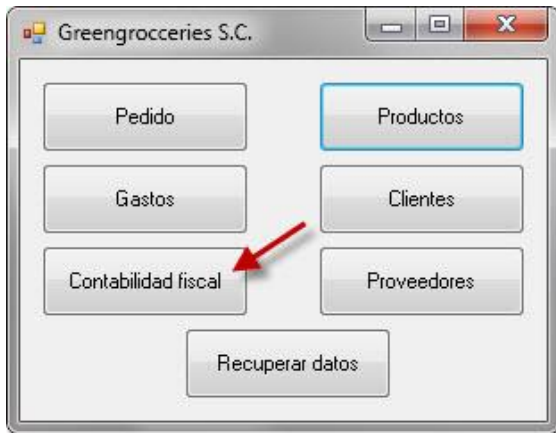 Greengrocceries S.C.
Pedido
Productos
Gastos
Clientes
Contabilidad fiscal
Proveedores
Recuperar datos